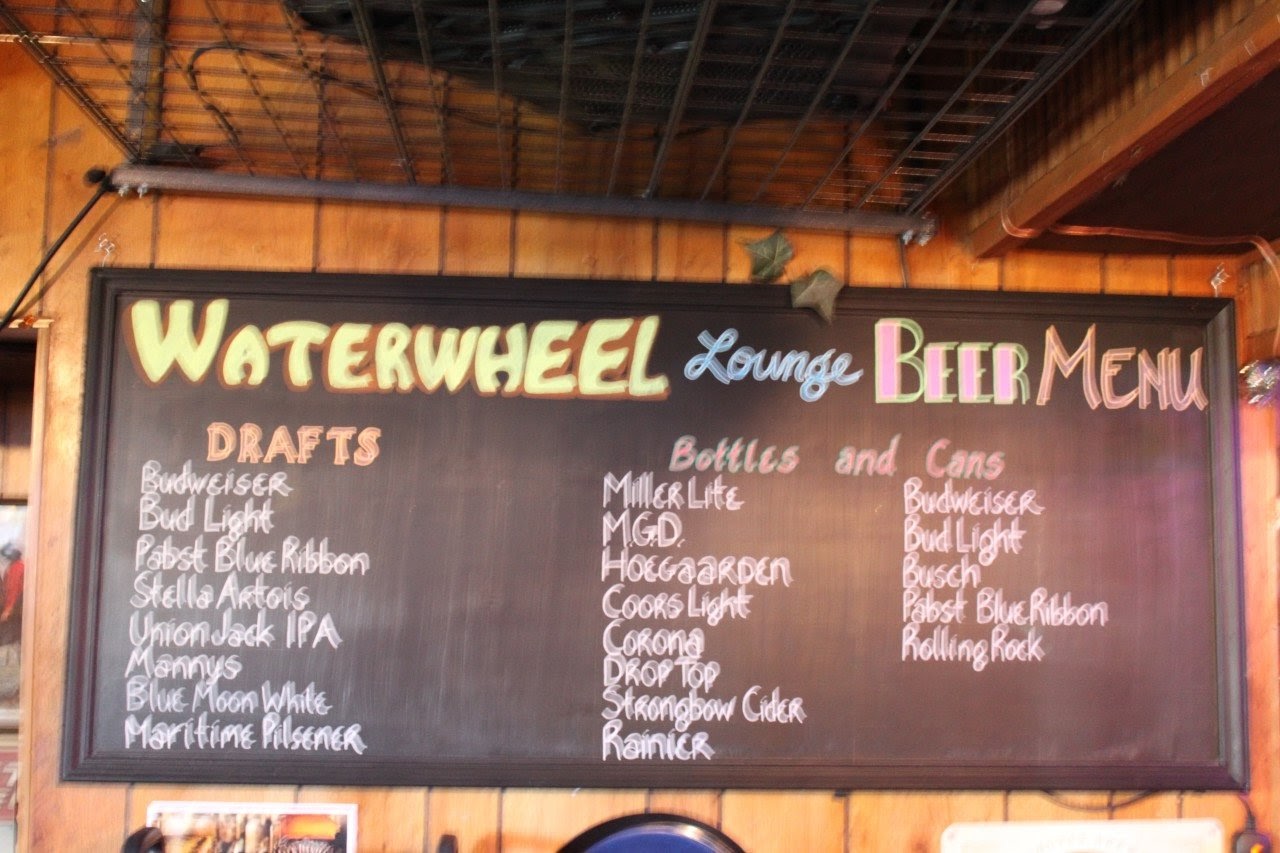 WATERWHEEL Lounge BEER MENU
DRAFTS
Budweiser
Bud Light
Pabst Blue Ribbon
Stella Artois
Union Jack IPA
Mannys
Blue Moon White
Maritime Pilsener
Bottles and Cans
Miller Lite
M.G.D.
HOEGAARDEN
Coors Light
Corona
DROP TOP
Strongbow Cider
Rainier
Budweiser
Bud Light
Busch
Pabst Blue Ribbon
Rolling Rock